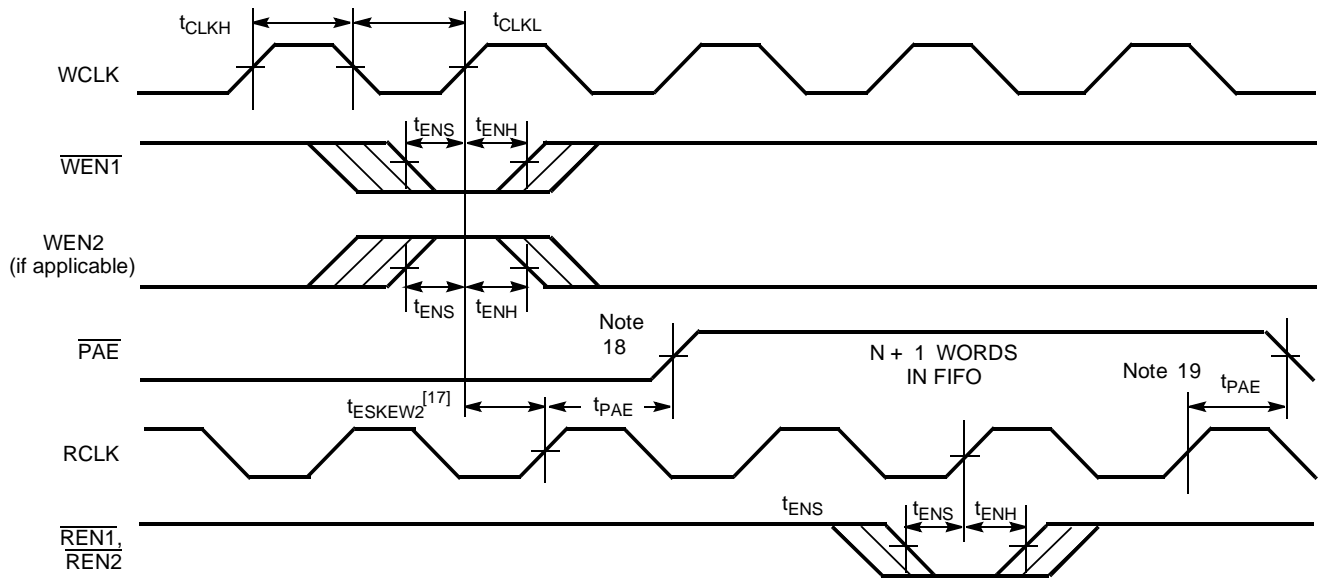 tCLKH
tCLKL
WCLK
tENS
tENH
WEN1
WEN2
(if applicable)
tENS
tENH
Note
18
PAE
N + 1 WORDS
IN FIFO
Note 19
tPAE
tESKEW2[17]
tPAE
RCLK
tENS
tENS
tENH
REN1,
REN2